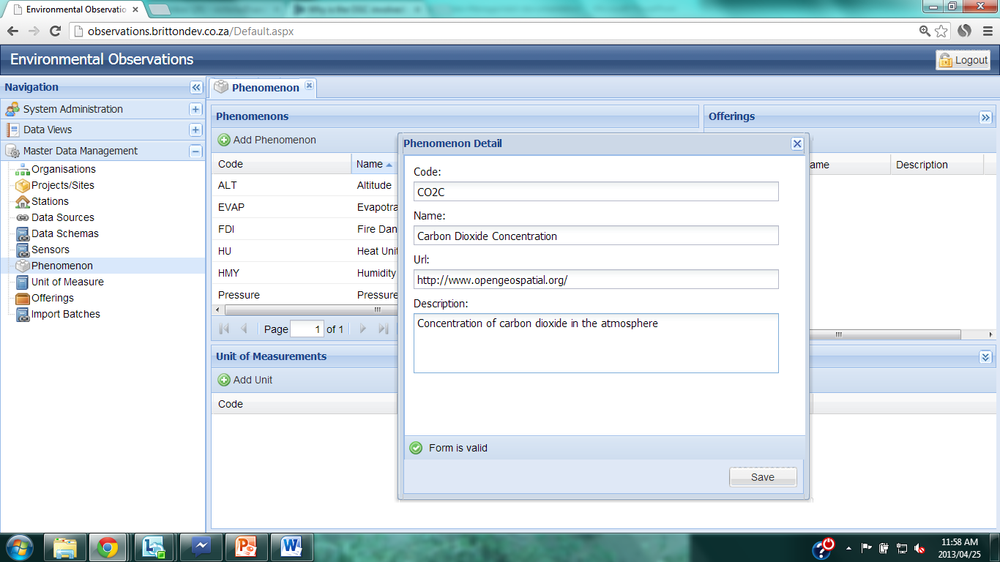 Environmental Observatio
observations.brittondev.co.za/Default.aspx
Environmental Observations
Logout
Navigation
System Administration
Data Views
Master Data Management
Organisations
Projects/Sites
Stations
Data Sources
Data Schemas
Sensors
Phenomenon
Unit of Measure
Offerings
Import Batches
Phenomenon
Phenomenons
Add Phenomenon
Code Name
ALT Altitude
EVAP Evapotra
FDI Fire Dan
HU Heat Unit
HMY Humidity
Pressure Pressure
Page 1 of 1
Offerings
ame Description
Unit of Measurements
Add Unit
Code
Phenomenon Detail
Code:
CO2C
Name:
Carbon Dioxide Concentration
Url:
http://www.opengeospatial.org/
Description:
Concentration of carbon dioxide in the atmosphere
Form is valid
Save
11:58 AM
2013/04/25